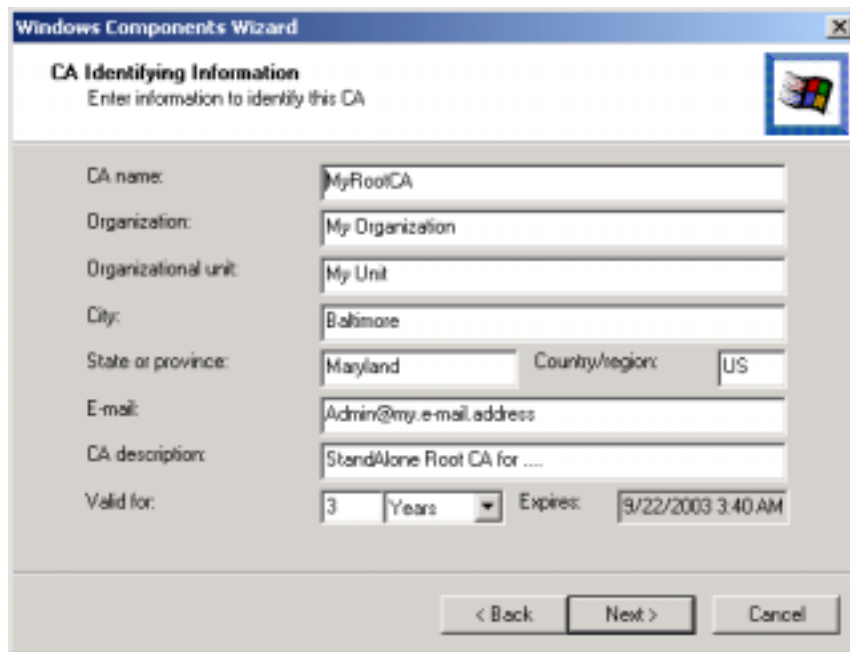 Windows Components Wizard
CA Identifying Information
Enter information to identify this CA
CA name: MyRootCA
Organization: My Organization
Organizational unit: My Unit
City: Baltimore
State or province: Maryland Country/region: US
E-mail: Admin@my.e-mail.address
CA description: StandAlone Root CA for ....
Valid for: 3 Years Expires: 9/22/2003 3:40 AM
< Back Next > Cancel